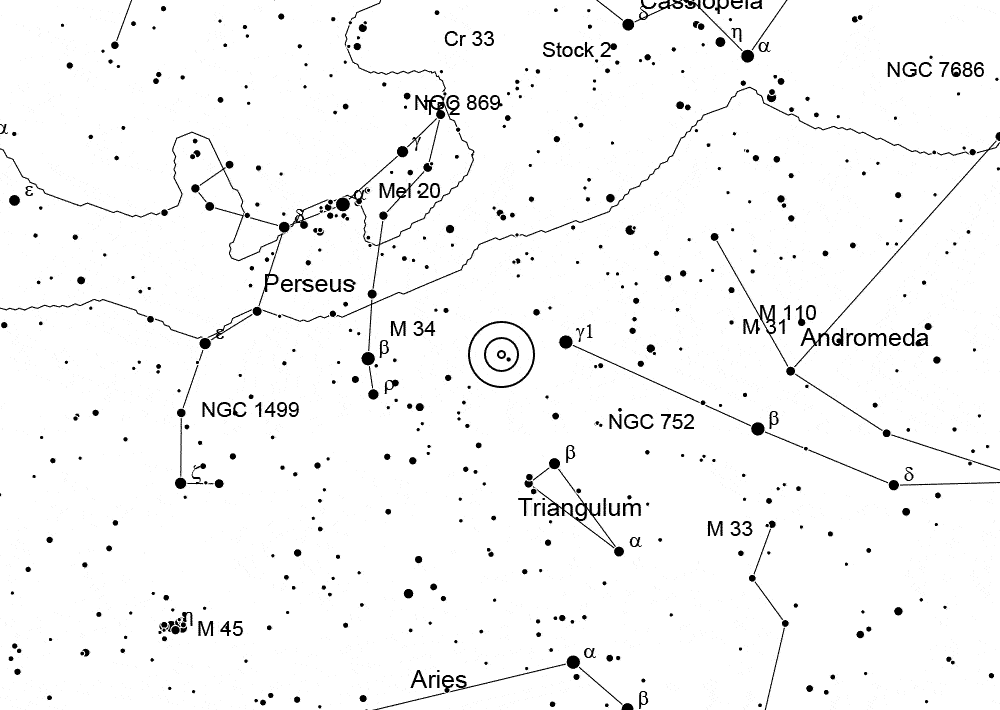 Cassiopeia
δ
η
α
Cr 33
Stock 2
NGC 7686
NGC 869
α
γ
ε
Mel 20
α
δ
Perseus
M 110
M 31
Andromeda
ε
M 34
γ1
β
ρ
NGC 1499
NGC 752
β
β
ζ
δ
Triangulum
M 33
α
η
M 45
α
Aries
β